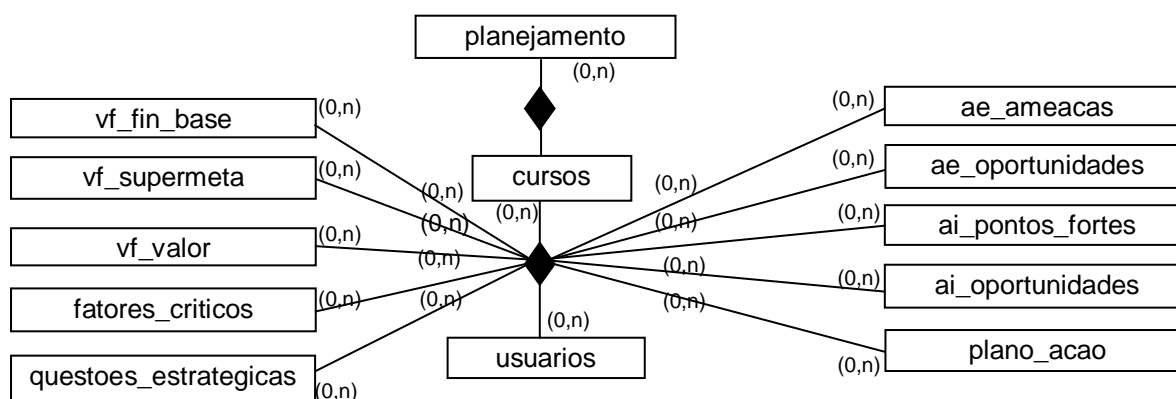 planejamento
(0,n)
vf_fin_base
(0,n)
(0,n)
ae_ameacas
vf_supermeta
(0,n)
(0,n)
cursos
(0,n)
(0,n)
ae_oportunidades
(0,n)
(0,n)
(0,n)
vf_valor
(0,n)
(0,n)
(0,n)
ai_pontos_fortes
fatores_criticos
(0,n)
(0,n)
(0,n)
(0,n)
(0,n)
ai_oportunidades
questoes_estrategicas
(0,n)
(0,n)
(0,n)
usuarios
(0,n)
plano_acao
(0,n)